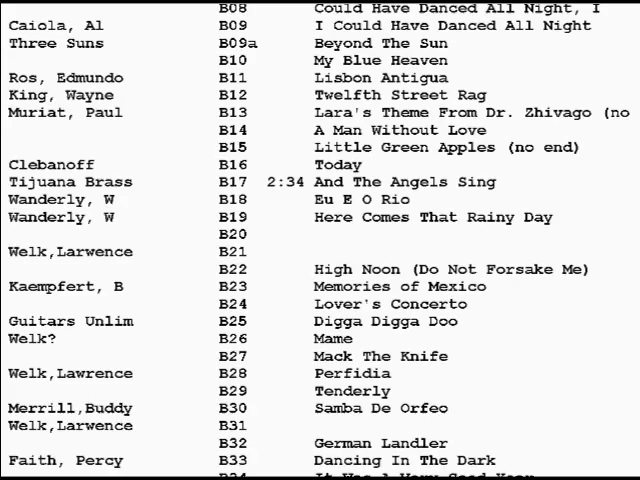 B08 Could Have Danced All Night, I
Caiola, Al B09 I Could Have Danced All Night
Three Suns B09a Beyond The Sun
B10 My Blue Heaven
Ros, Edmundo B11 Lisbon Antigua
King, Wayne B12 Twelfth Street Rag
Muriat, Paul B13 Lara's Theme From Dr. Zhivago (no
B14 A Man Without Love
B15 Little Green Apples (no end)
Clebanoff B16 Today
Tijuana Brass B17 2:34 And The Angels Sing
Wanderly, W B18 Eu E O Rio
Wanderly, W B19 Here Comes That Rainy Day
B20
Welk,Larwence B21
B22 High Noon (Do Not Forsake Me)
Kaempfert, B B23 Memories of Mexico
B24 Lover's Concerto
Guitars Unlim B25 Digga Digga Doo
Welk? B26 Mame
B27 Mack The Knife
Welk,Lawrence B28 Perfidia
B29 Tenderly
Merrill,Buddy B30 Samba De Orfeo
Welk,Larwence B31
B32 German Landler
Faith, Percy B33 Dancing In The Dark
B34 It Was A Very Good Year